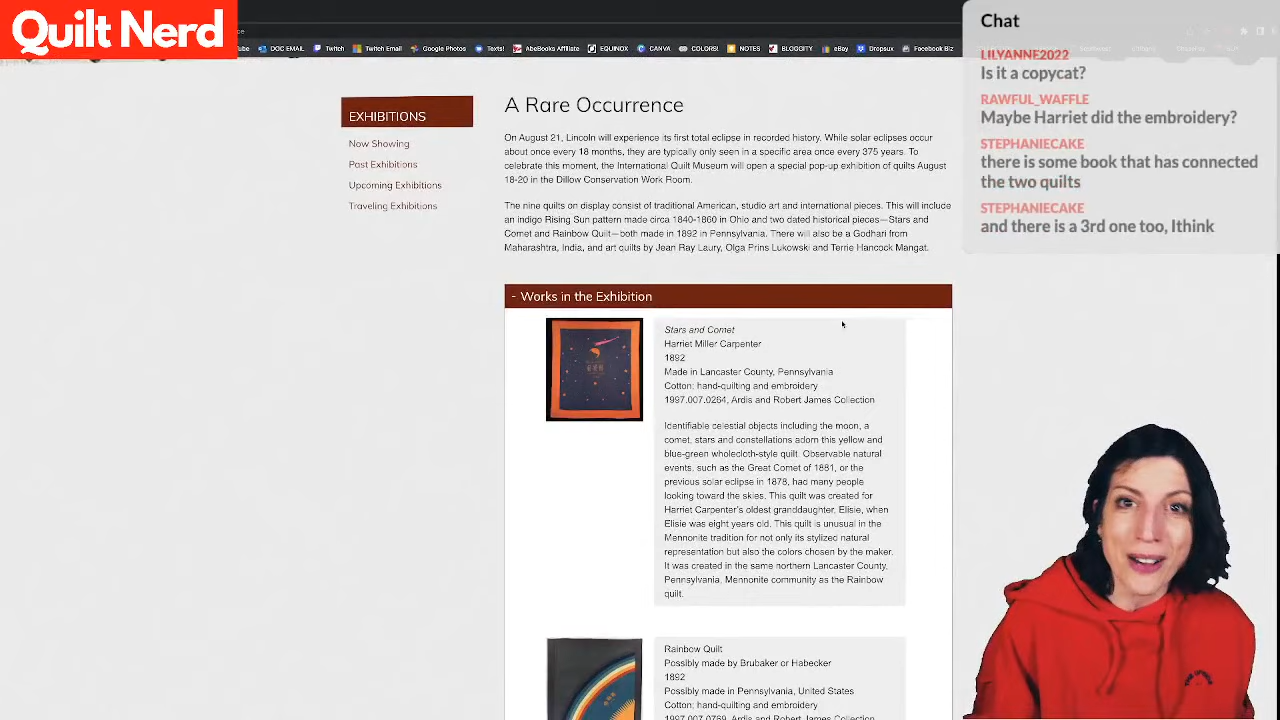 Quilt Nerd
Twitch
Twitter Email
Google Host
eBay
Dropbox
Facebook Biz
Chat
LILYANNE2022
Is it a copycat?
RAWFUL_WAFFLE
Maybe Harriet did the embroidery?
STEPHANIECAKE
there is some book that has connected
the two quilts
STEPHANIECAKE
and there is a 3rd one too, Ithink
EXHIBITIONS
Now Showing
Past Exhibitions
Upcoming Exhibitions
Traveling Exhibitions
A Rare Occurrence
On August 21, Lincoln will experience its first total eclipse in recorded history. While solar eclipses occur
about once every 18 months, they are typically only seen in a specific area once every 375 years. To
celebrate this moment, the International Quilt Museum will open a special pop-up exhibition of quilts August
18-20 in the Dillow Conservation Work Room.
The nine quilts on display consist of traditional American, studio art and international pieces. This will include
an indigo Rising Sun pattern made circa 1840-1860 in Ohio and two dated historical pieces—Stars and
Comet and Rainbow Quilt—both made in 1892 in Pennsylvania. There will also be a Godhari from
Maharashtra, India, and art quilts by Jean Ray Laury, Olga Prins Lukowski and Terrie Hancock Mangat.
- Works in the Exhibition
Stars and Comet
Harriet Miller Carpenter
1892
Made in Lancaster County, Pennsylvania
Cotton: hand-quilting and embroidery
1997.007.0264, Ardis and Robert James Collection
Identifiable celestial objects including the moon, a
comet, stars and constellations adorn this yellow and
blue-green wholecloth-style quilt. Observable natural
events, such as the Great Comet of 1881, or the
previous solar eclipse in 1878, had many people
looking toward the skies. This quilt was created for
Harriet Carpenter's oldest granddaughter, Elisie, when
Elisie was eight years old. This quilt is unusual in the
Mennonite tradition for not only its stylized natural
representation but also the colors chosen by the maker.
It was created in the same northern Lancaster County,
Pennsylvania, Mennonite community as the Rainbow
quilt.
Rainbow Quilt
Possibly made by Brubaker or Habecker
1892
Possibly made in Pennsylvania, United States
Cotton: hand-quilting and embroidery
1997.007.0769, Ardis and Robert James Collection